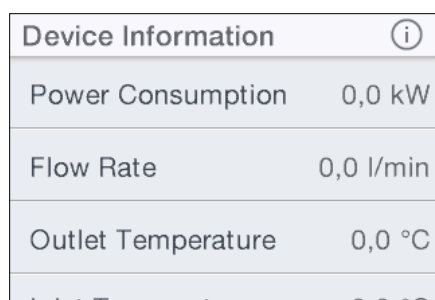 Device Information
Power Consumption 0,0 kW
Flow Rate 0,0 l/min
Outlet Temperature 0,0 °C